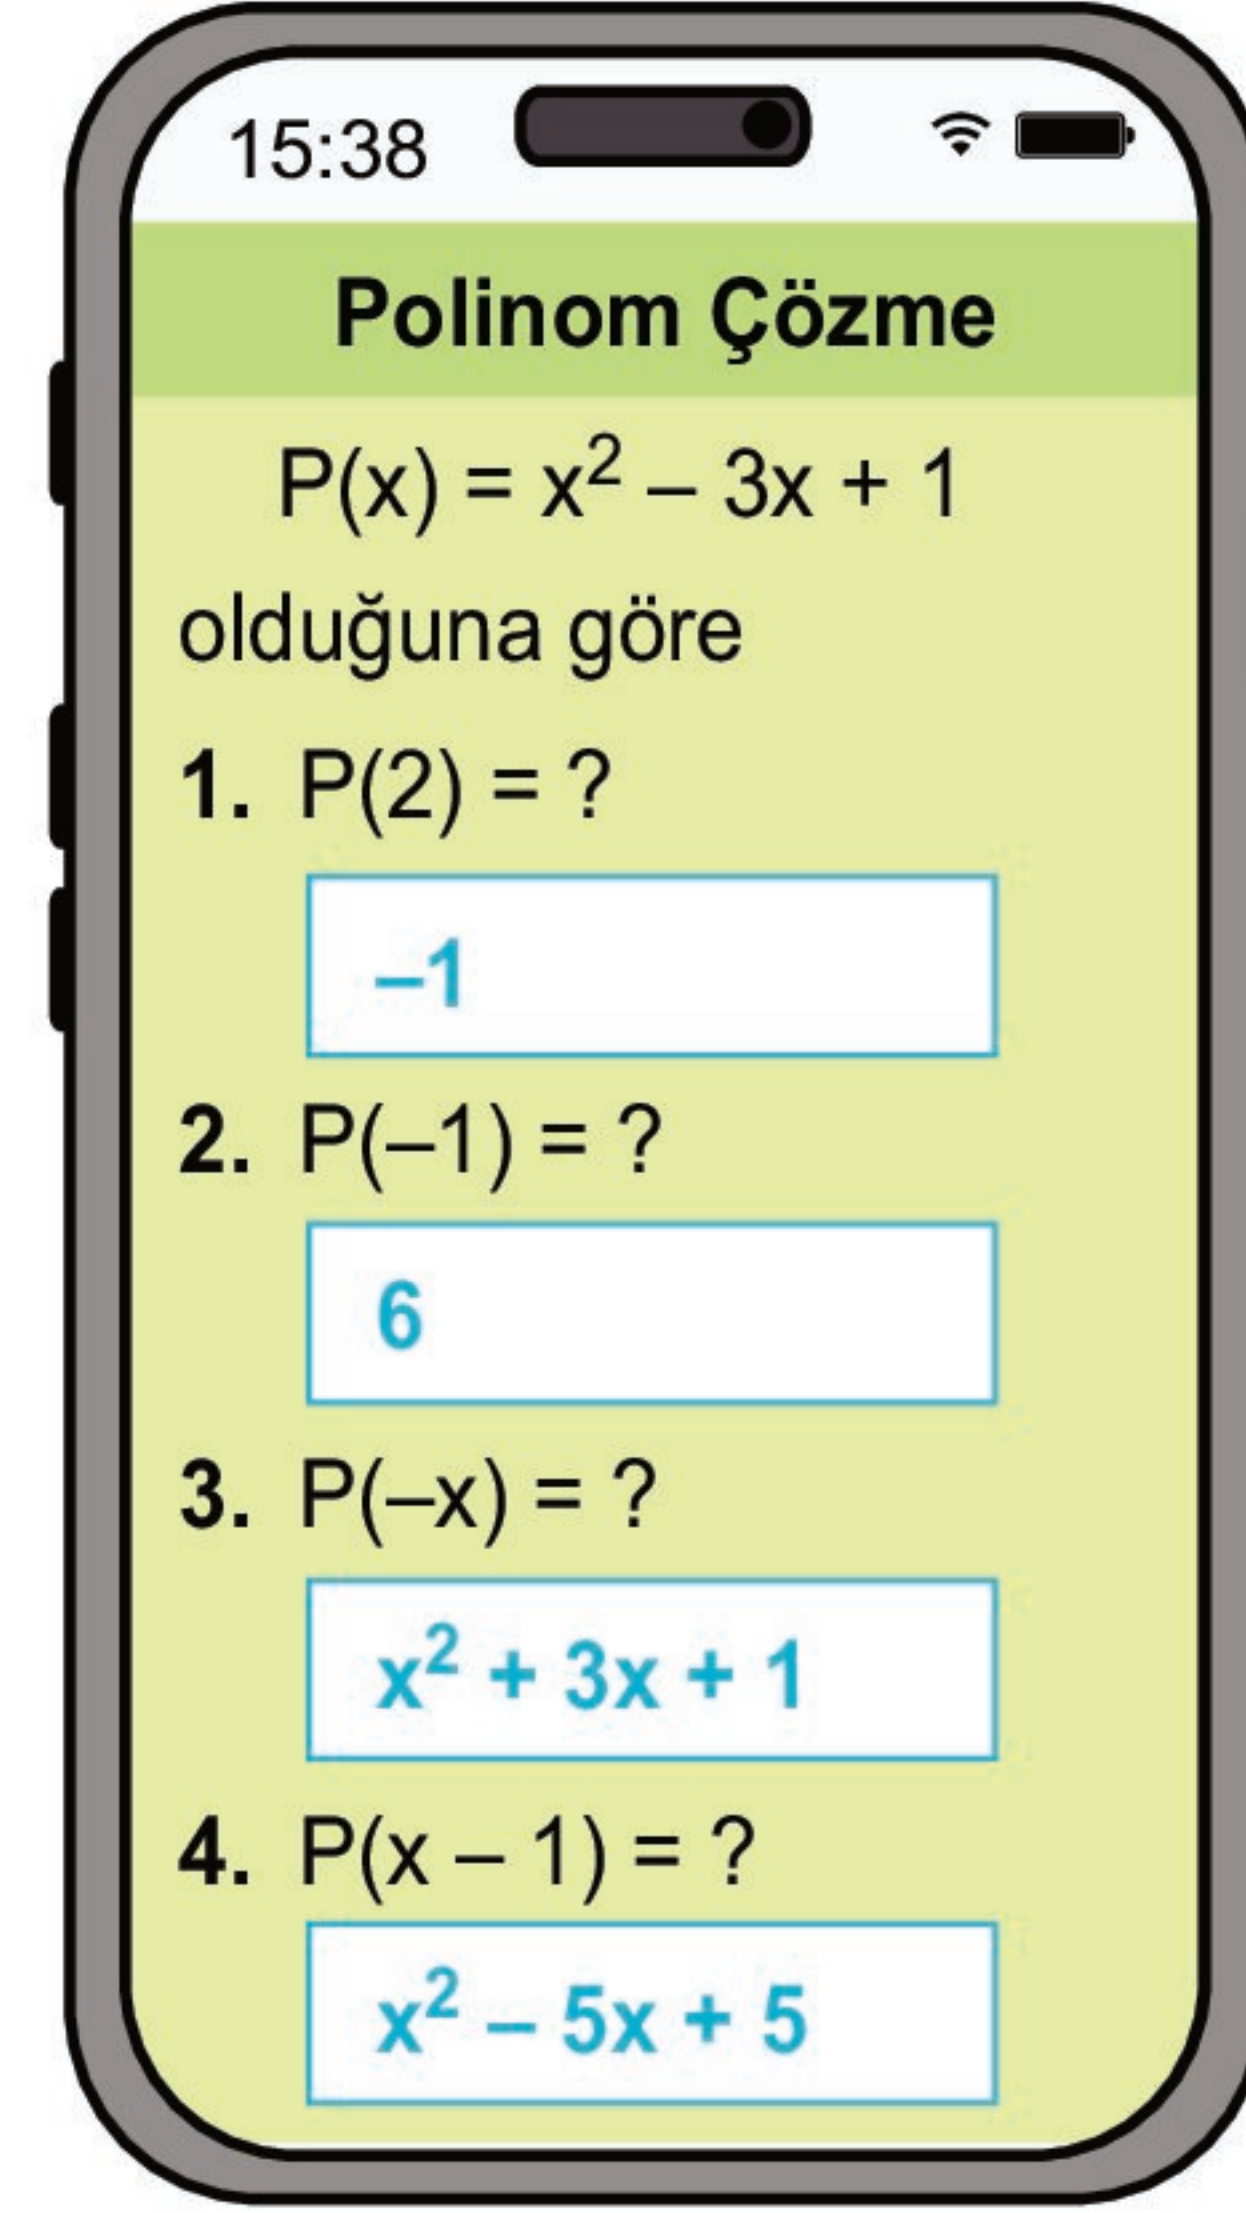 15:38
Polinom Çözme
P(x) = x² – 3x + 1
olduğuna göre
1. P(2) = ?
–1
2. P(–1) = ?
6
3. P(–x) = ?
x² + 3x + 1
4. P(x – 1) = ?
x² – 5x + 5